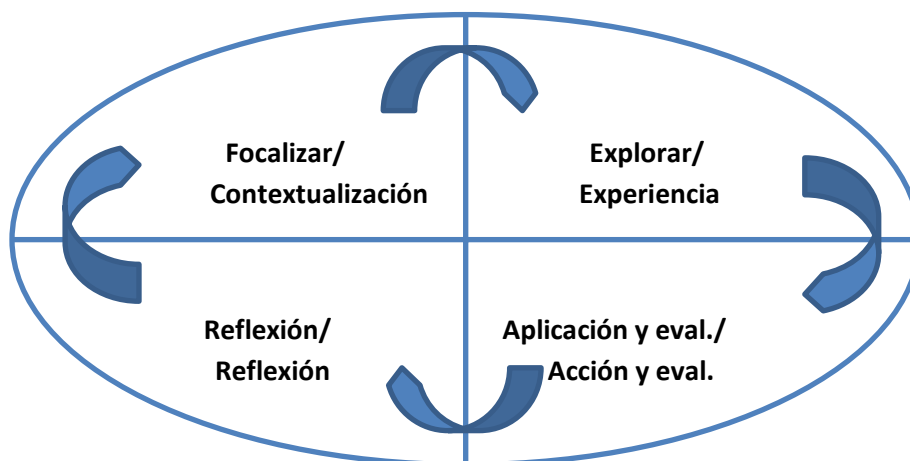 Focalizar/
Contextualización
Explorar/
Experiencia
Reflexión/
Reflexión
Aplicación y eval./
Acción y eval.